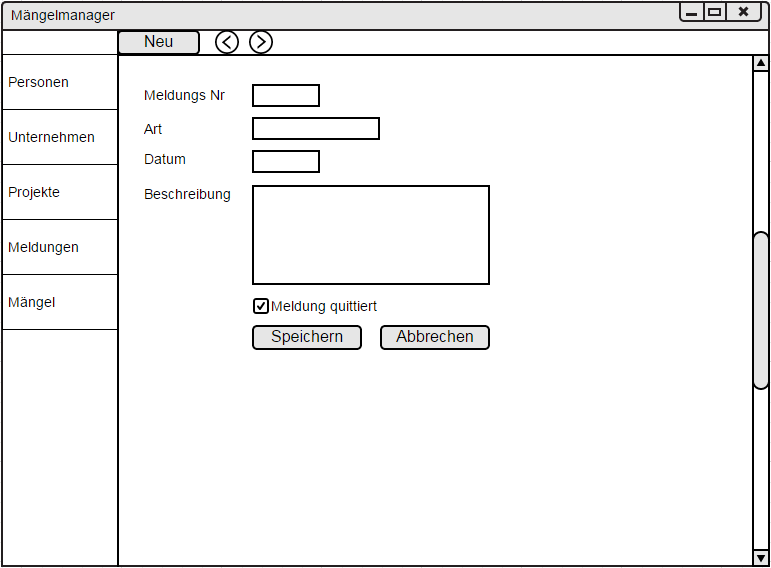 Mängelmanager
Neu
Personen
Unternehmen
Projekte
Meldungen
Mängel
Meldungs Nr
Art
Datum
Beschreibung
Meldung quittiert
Speichern Abbrechen